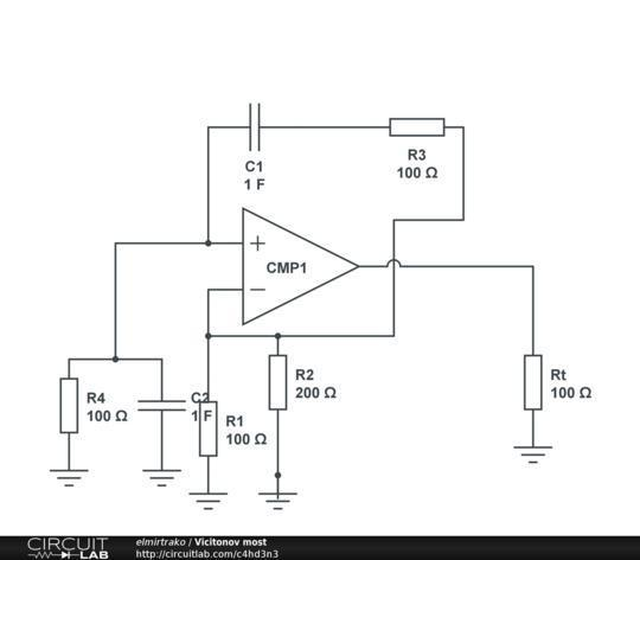 C1
1 F
R3
100 Ω
+
CMP1
−
R4
100 Ω
C2
1 F
R1
100 Ω
R2
200 Ω
Rt
100 Ω
CIRCUIT
LAB
elmirtrako / Vicitonov most
http://circuitlab.com/c4hd3n3